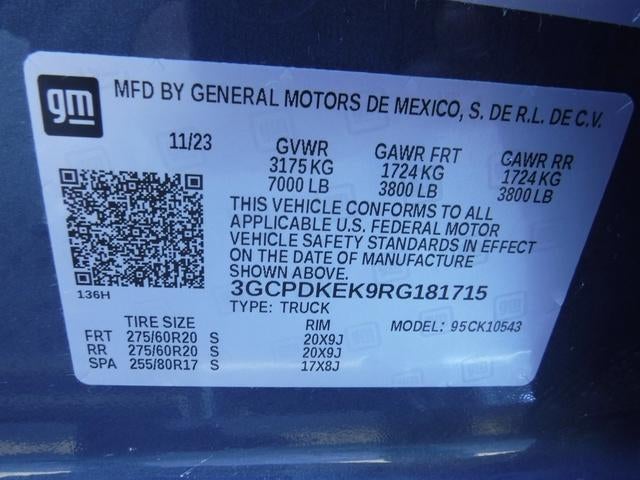 gm
MFD BY GENERAL MOTORS DE MEXICO, S. DE R.L. DE C.V.
11/23 GVWR GAWR FRT GAWR RR
3175 KG 1724 KG 1724 KG
7000 LB 3800 LB 3800 LB
THIS VEHICLE CONFORMS TO ALL
APPLICABLE U.S. FEDERAL MOTOR
VEHICLE SAFETY STANDARDS IN EFFECT
ON THE DATE OF MANUFACTURE
SHOWN ABOVE.
136H 3GCPDKEK9RG181715
TYPE: TRUCK
TIRE SIZE RIM MODEL: 95CK10543
FRT 275/60R20 S 20X9J
RR 275/60R20 S 20X9J
SPA 255/80R17 S 17X8J